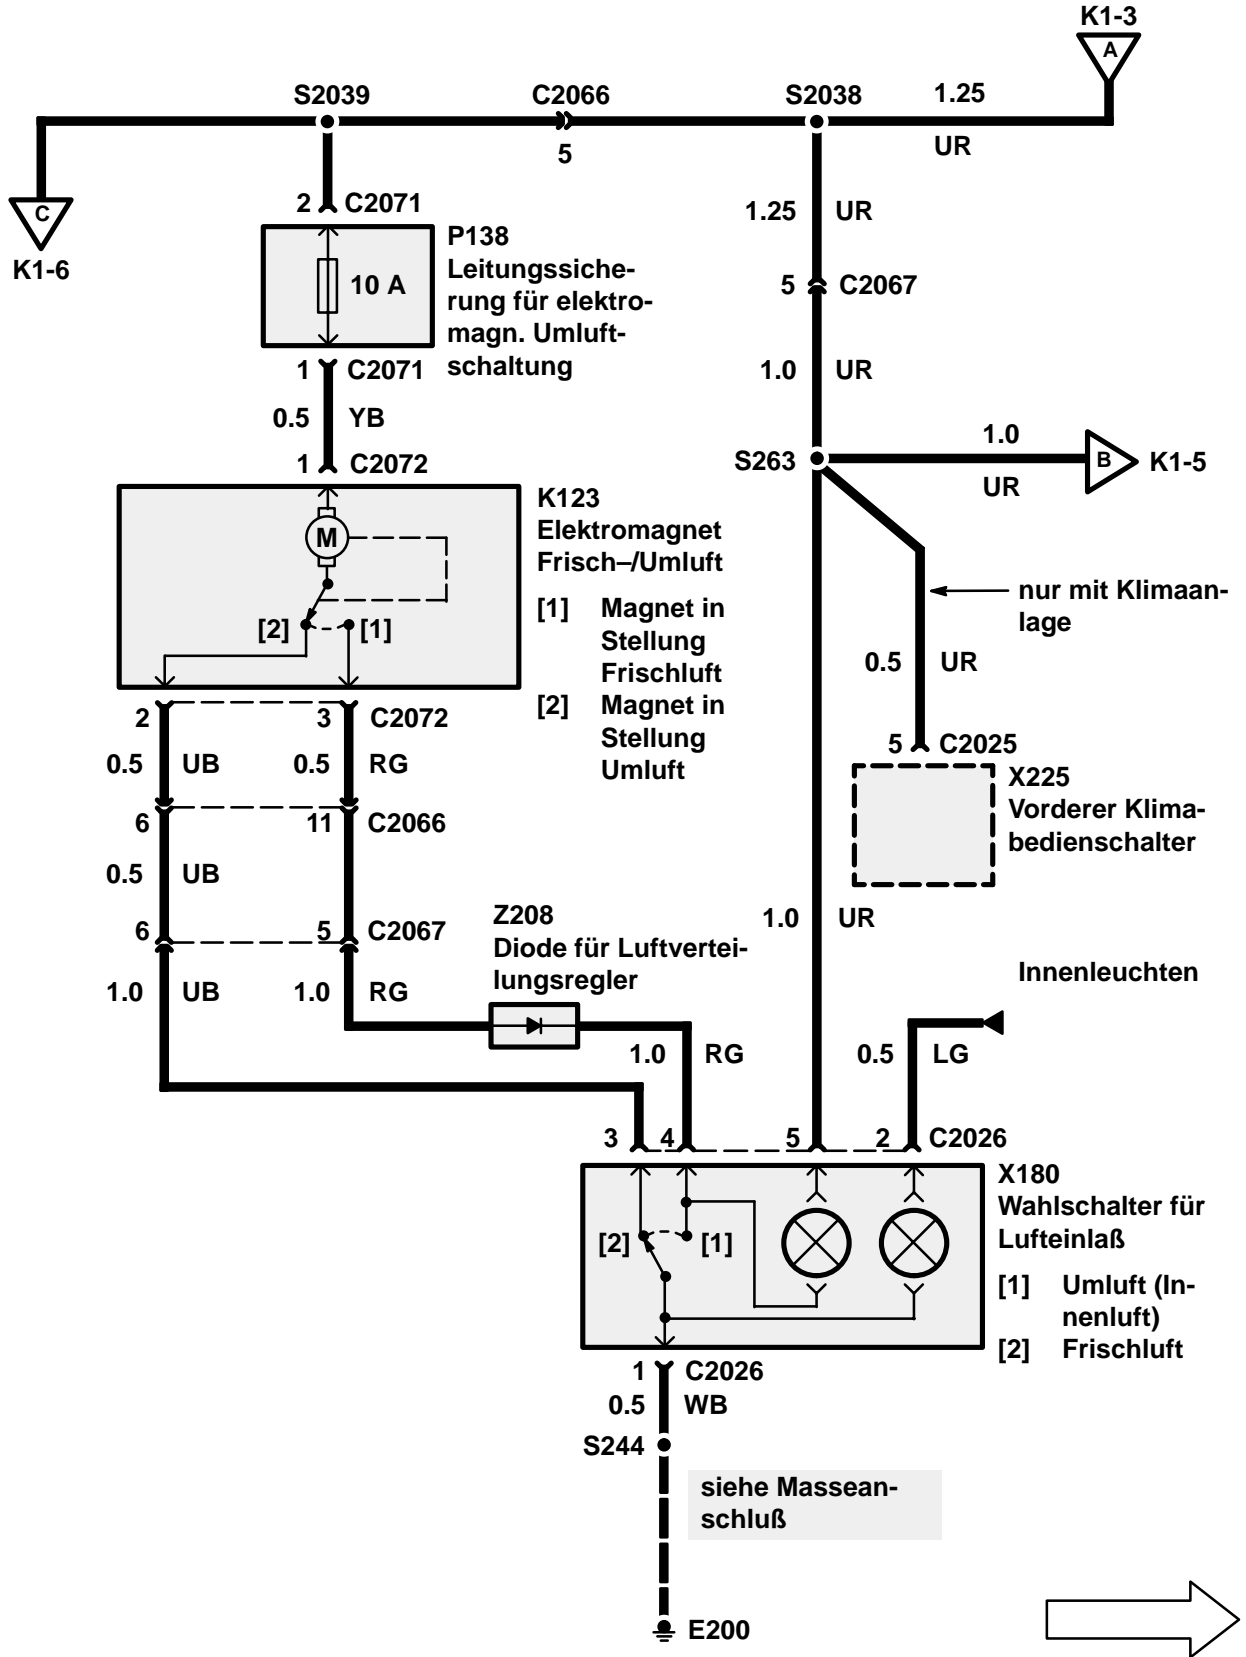 K1-3
A
S2039
C2066
S2038
1.25
5
UR
C
K1-6
2 C2071
P138
Leitungssiche-
rung für elektro-
magn. Umluft-
schaltung
10 A
1 C2071
0.5 YB
1 C2072
1.25 UR
5 C2067
1.0 UR
S263
1.0
UR
B
K1-5
K123
Elektromagnet
Frisch–/Umluft
[1] Magnet in
Stellung
Frischluft
[2] Magnet in
Stellung
Umluft
M
[2] [1]
nur mit Klimaan-
lage
0.5 UR
5 C2025
X225
Vorderer Klima-
bedienschalter
2 3 C2072
0.5 UB 0.5 RG
6 11 C2066
0.5 UB
6 5 C2067
1.0 UB 1.0 RG
Z208
Diode für Luftvertei-
lungsregler
1.0 UR
Innenleuchten
1.0 RG
0.5 LG
3 4 5 2 C2026
X180
Wahlschalter für
Lufteinlaß
[1] Umluft (In-
nenluft)
[2] Frischluft
[2] [1]
1 C2026
0.5 WB
S244
siehe Massean-
schluß
E200